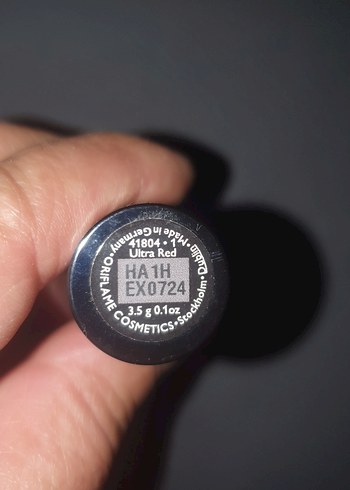 41804 • 1
Ultra Red
HA1H
EX0724
3.5 g 0.1oz
•ORIFLAME COSMETICS•Stockholm•Dublin•Made in Germany